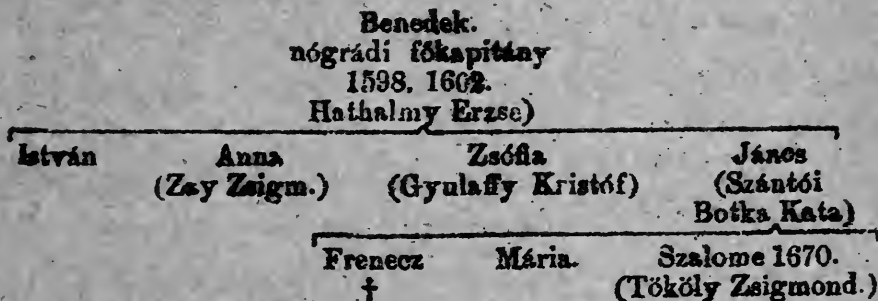 Benedek.
nógrádi főkapitány
1598. 1602.
Hathalmy Erzse)
István Anna Zsófia János
(Zay Zsigm.) (Gyulaffy Kristóf) (Szántói
Botka Kata)
Frenecz Mária. Szalome 1670.
† (Tököly Zsigmond.)